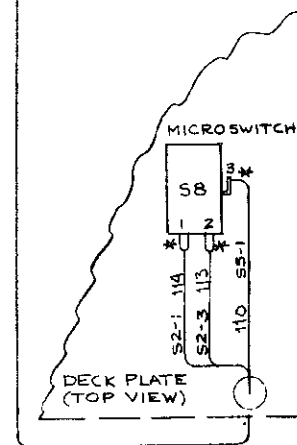 MICROSWITCH
3 *
S8
1 2
* *
S2-1 114
S2-3 113
110 S5-1
DECK PLATE
(TOP VIEW)